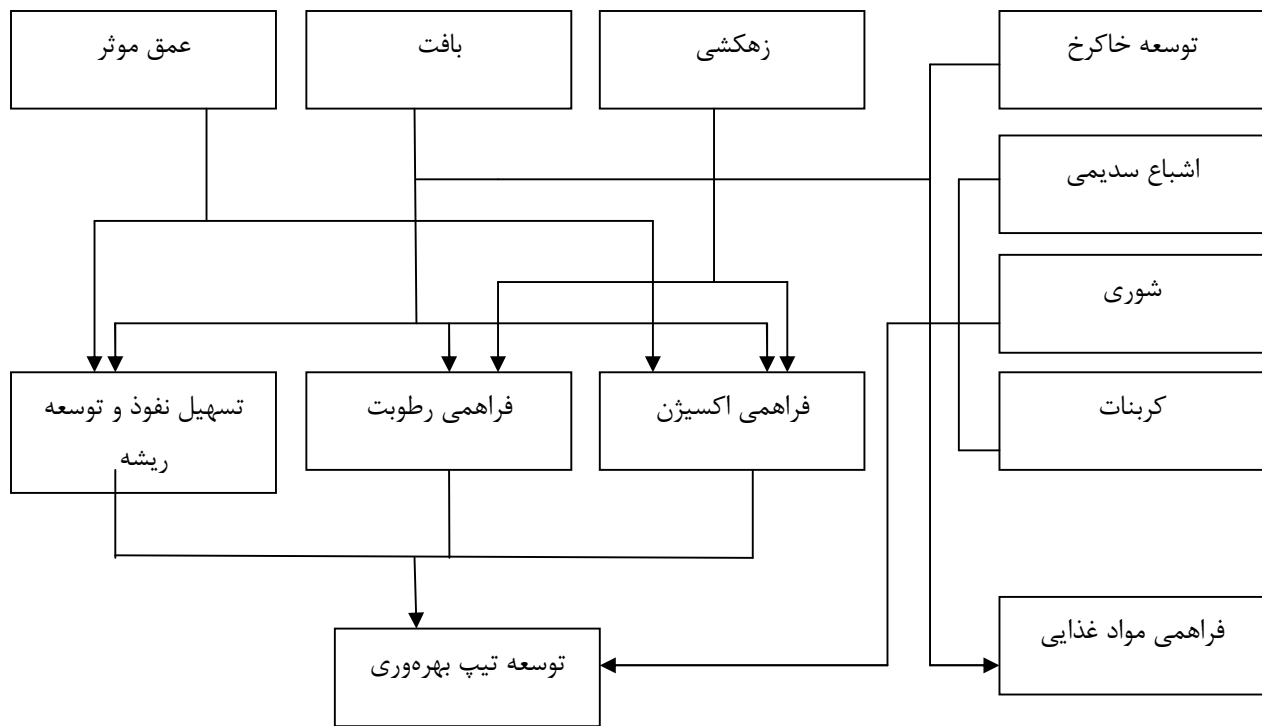 توسعه خاکرخ
زهکشی
بافت
عمق موثر
اشباع سدیمی
شوری
کربنات
فراهمی اکسیژن
فراهمی رطوبت
تسهیل نفوذ و توسعه
ریشه
فراهمی مواد غذایی
توسعه تیپ بهره‌وری